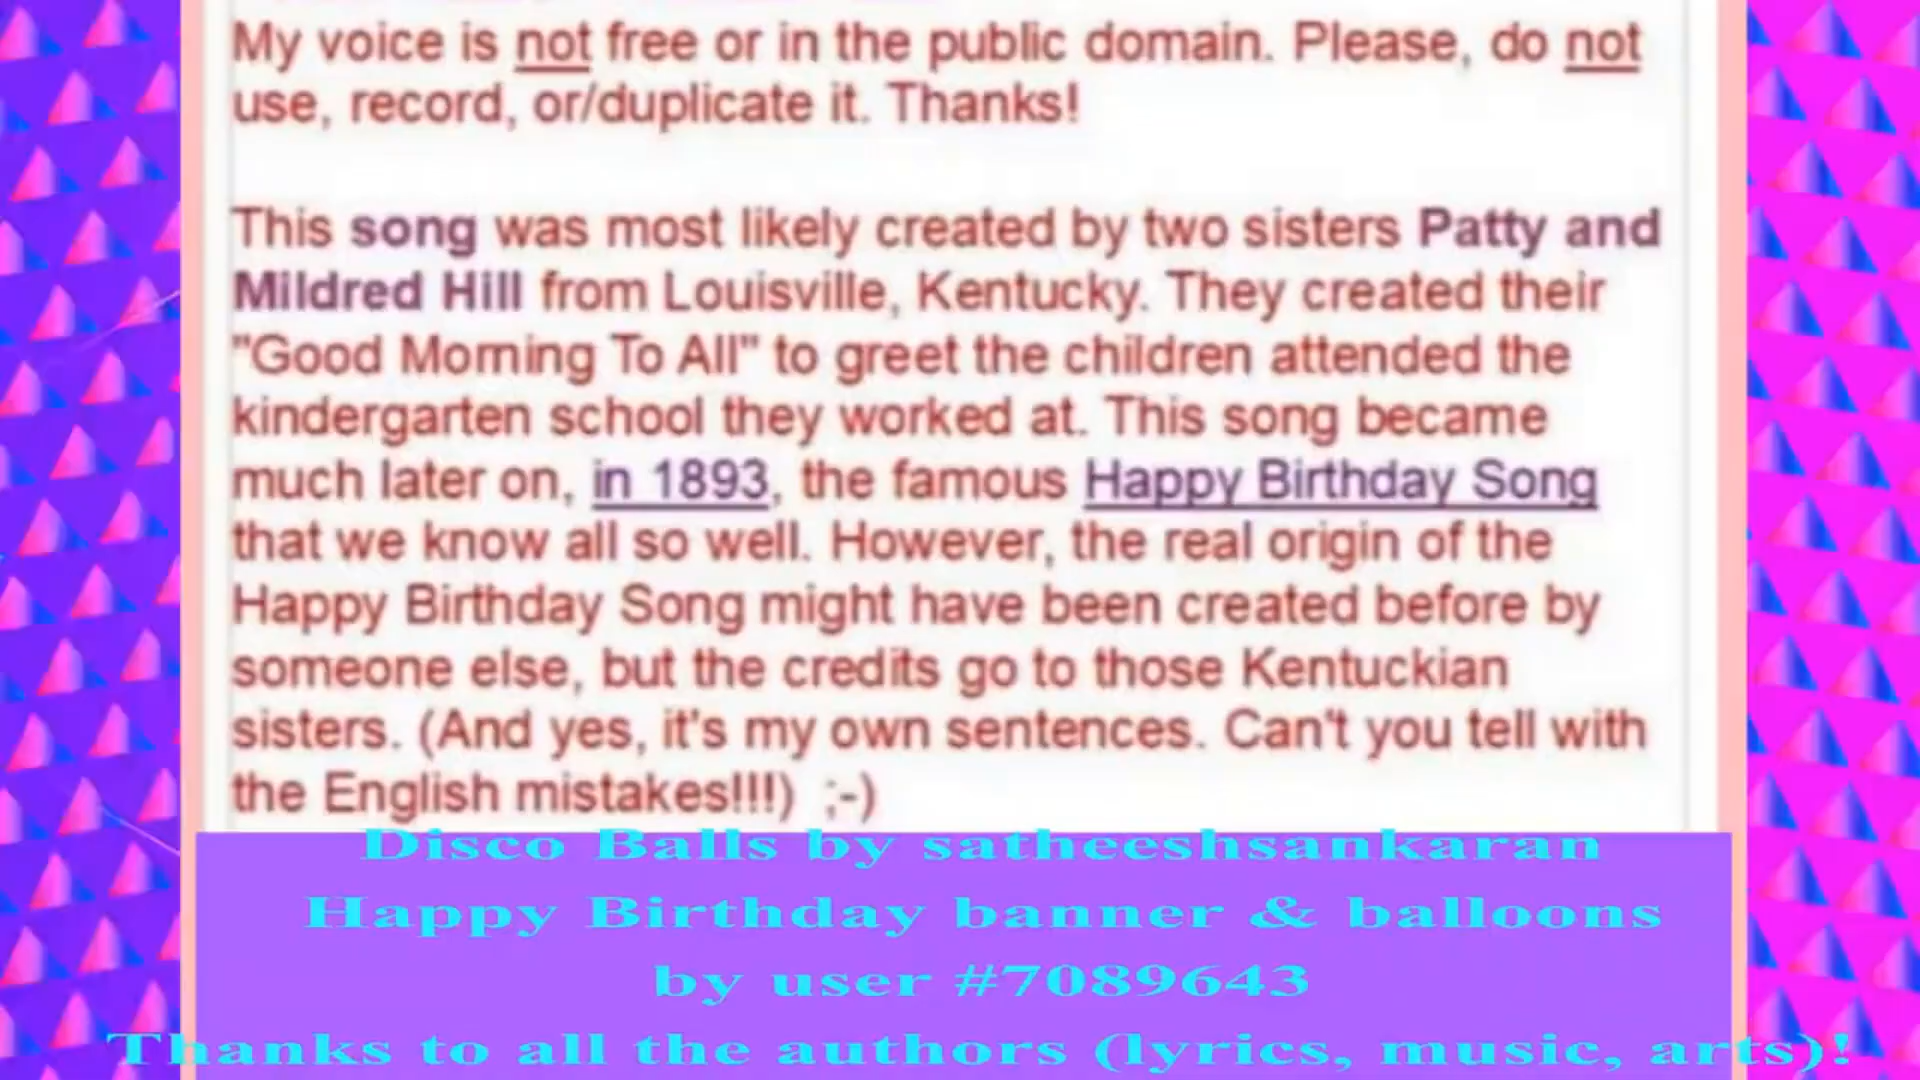 My voice is not free or in the public domain. Please, do not
use, record, or/duplicate it. Thanks!
This song was most likely created by two sisters Patty and
Mildred Hill from Louisville, Kentucky. They created their
"Good Morning To All" to greet the children attended the
kindergarten school they worked at. This song became
much later on, in 1893, the famous Happy Birthday Song
that we know all so well. However, the real origin of the
Happy Birthday Song might have been created before by
someone else, but the credits go to those Kentuckian
sisters. (And yes, it's my own sentences. Can't you tell with
the English mistakes!!!) ;-)
Disco Balls by satheeshsankaran
Happy Birthday banner & balloons
by user #7089643
Thanks to all the authors (lyrics, music, arts)!